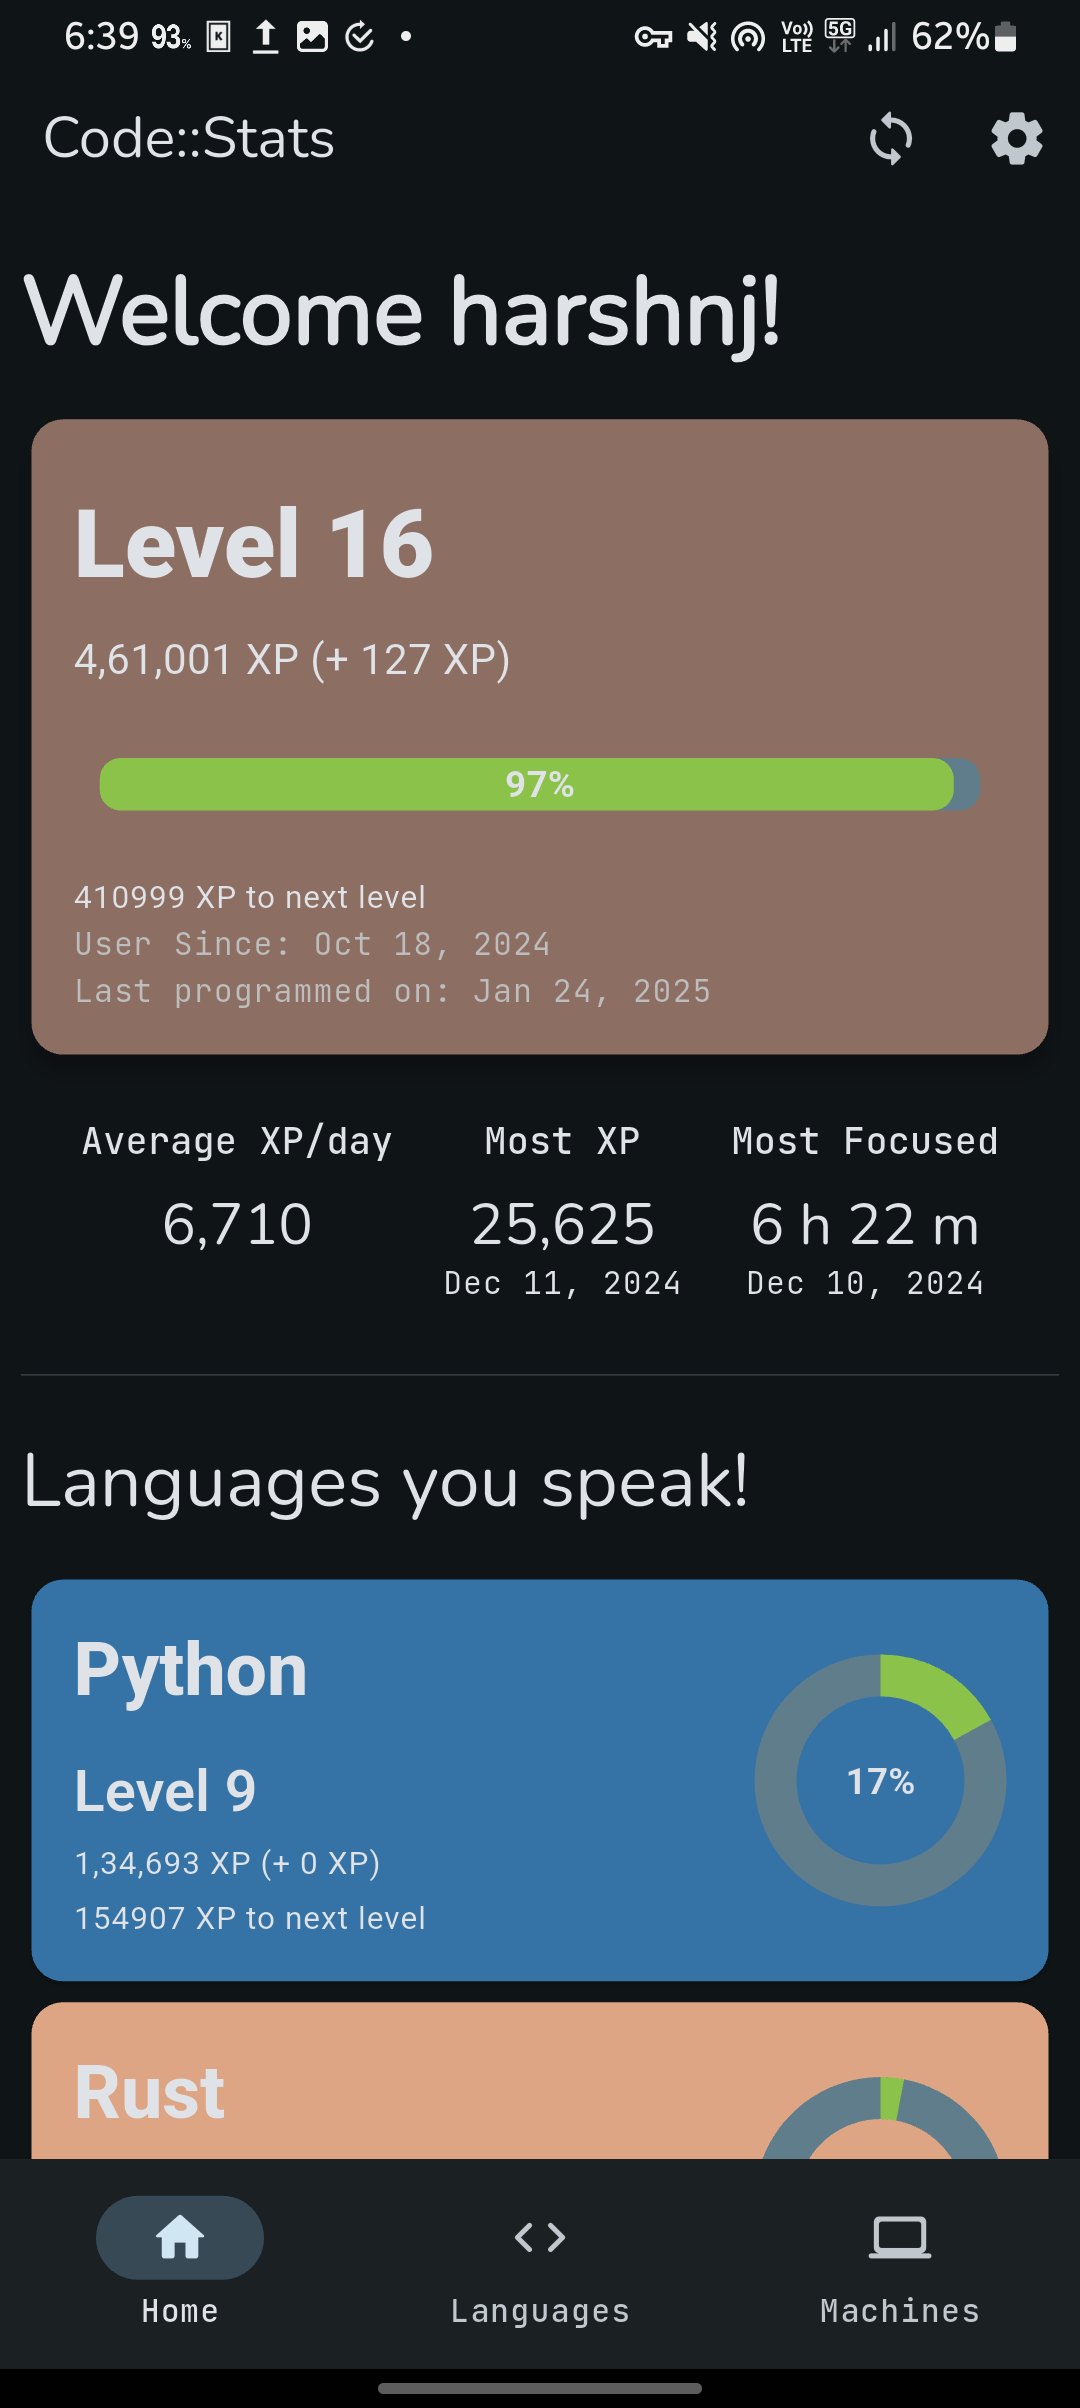 6:39 93% K Vo)) LTE 5G 62%
Code::Stats
Welcome harshnj!
Level 16
4,61,001 XP (+ 127 XP)
97%
410999 XP to next level
User Since: Oct 18, 2024
Last programmed on: Jan 24, 2025
Average XP/day Most XP Most Focused
6,710 25,625 6 h 22 m
Dec 11, 2024 Dec 10, 2024
Languages you speak!
Python
17%
Level 9
1,34,693 XP (+ 0 XP)
154907 XP to next level
Rust
Home Languages Machines